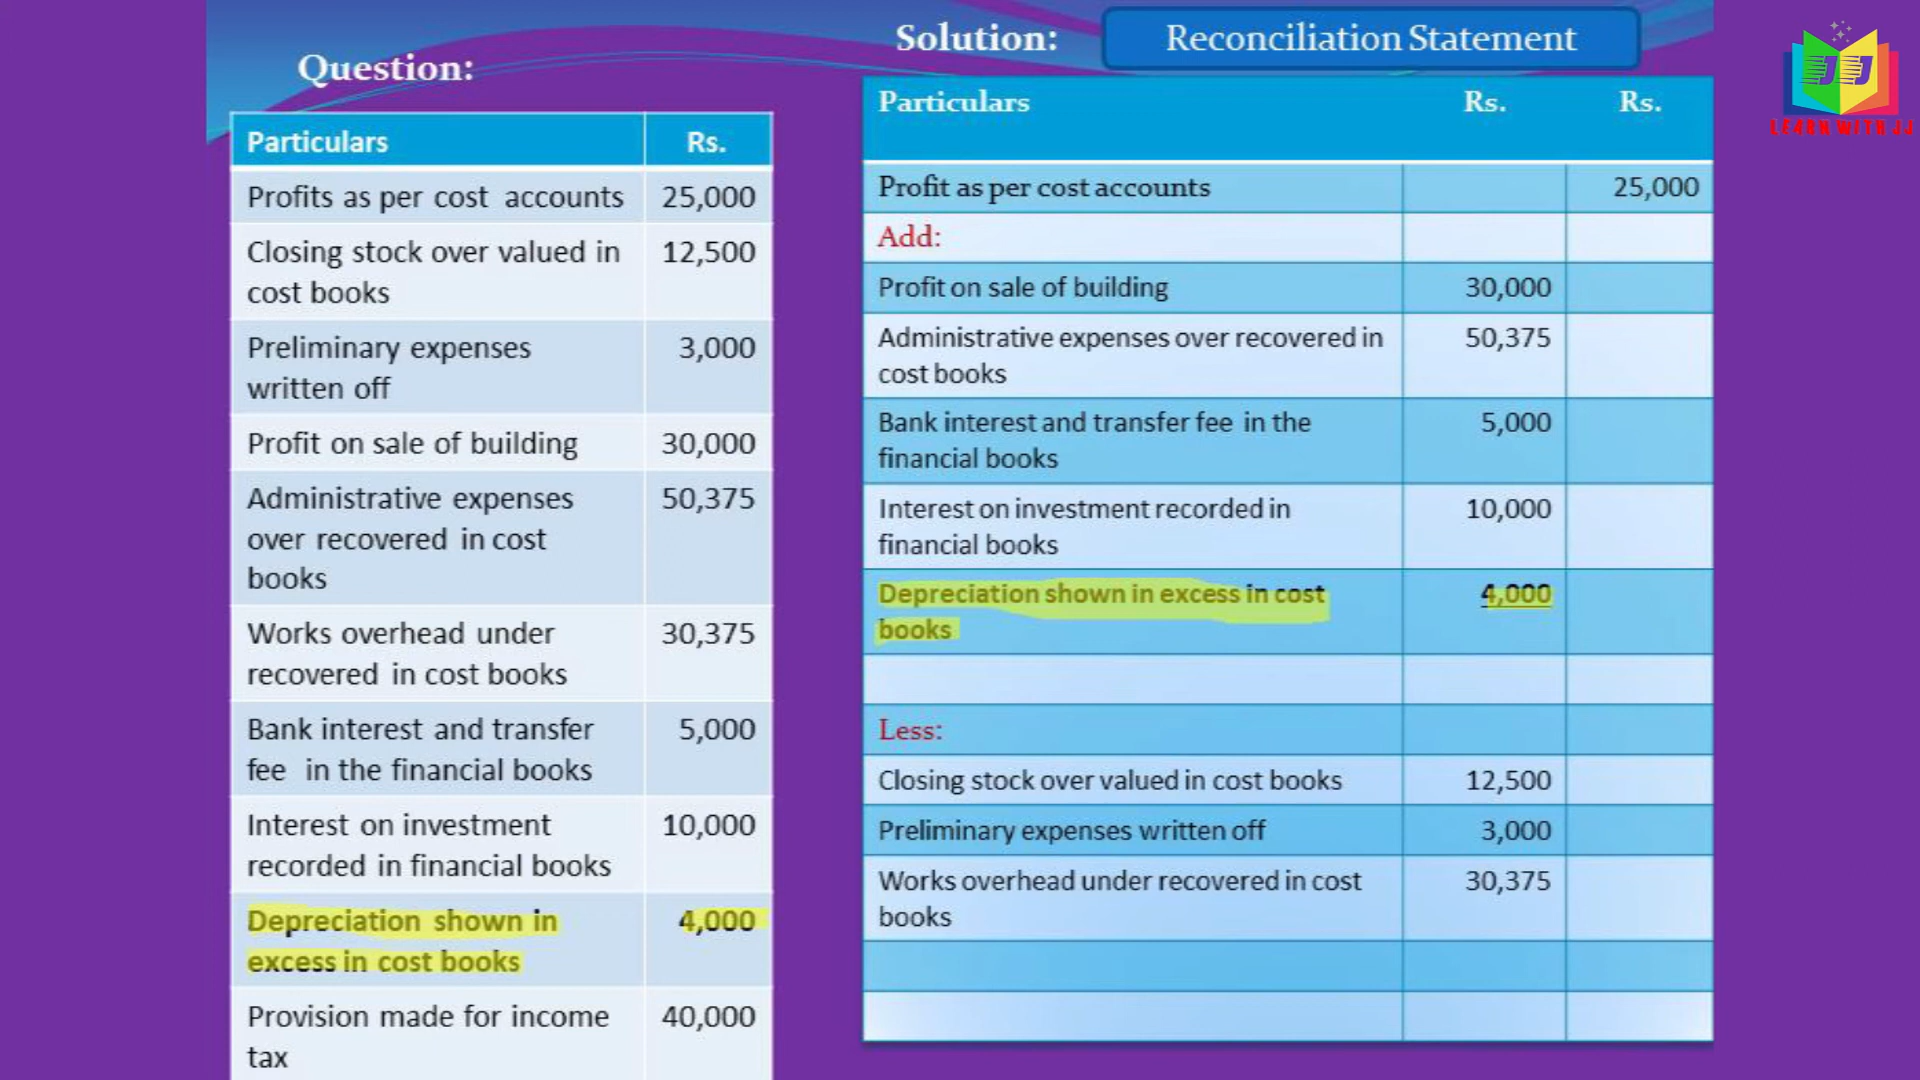 Question:
Particulars Rs.
Profits as per cost accounts 25,000
Closing stock over valued in 12,500
cost books
Preliminary expenses 3,000
written off
Profit on sale of building 30,000
Administrative expenses 50,375
over recovered in cost
books
Works overhead under 30,375
recovered in cost books
Bank interest and transfer 5,000
fee in the financial books
Interest on investment 10,000
recorded in financial books
Depreciation shown in 4,000
excess in cost books
Provision made for income 40,000
tax
Solution: Reconciliation Statement
Particulars Rs. Rs.
Profit as per cost accounts 25,000
Add:
Profit on sale of building 30,000
Administrative expenses over recovered in 50,375
cost books
Bank interest and transfer fee in the 5,000
financial books
Interest on investment recorded in 10,000
financial books
Depreciation shown in excess in cost 4,000
books
Less:
Closing stock over valued in cost books 12,500
Preliminary expenses written off 3,000
Works overhead under recovered in cost 30,375
books
JJ
LEARN WITH JJ